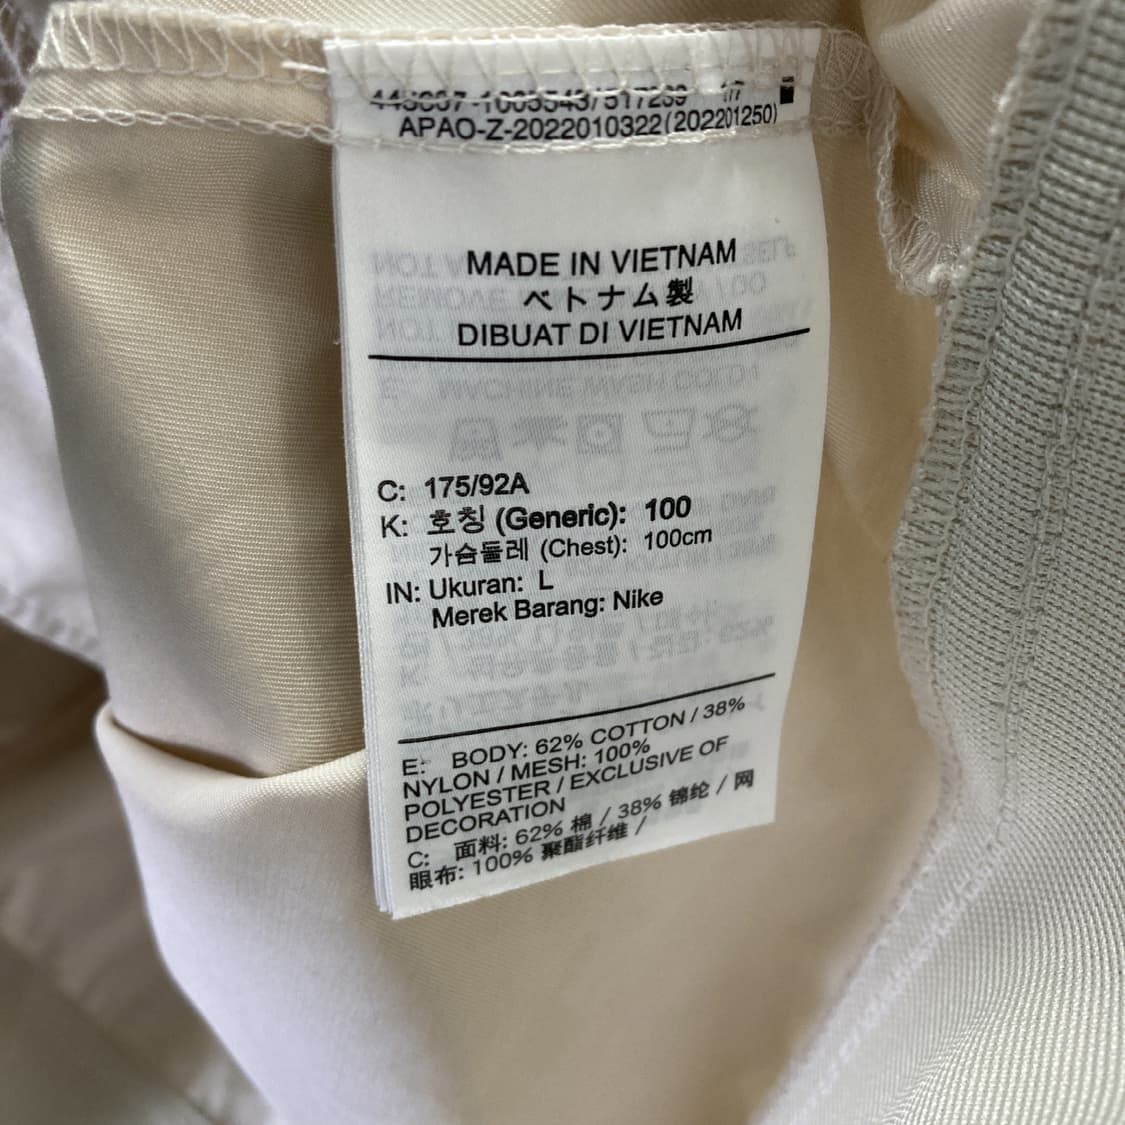 APAO-Z-2022010322(202201250)
MADE IN VIETNAM
ベトナム製
DIBUAT DI VIETNAM
C: 175/92A
K: 호칭 (Generic): 100
가슴둘레 (Chest): 100cm
IN: Ukuran: L
Merek Barang: Nike
E: BODY: 62% COTTON / 38%
NYLON / MESH: 100%
POLYESTER / EXCLUSIVE OF
DECORATION
C: 面料: 62% 棉 / 38% 锦纶 / 网
眼布: 100% 聚酯纤维 /